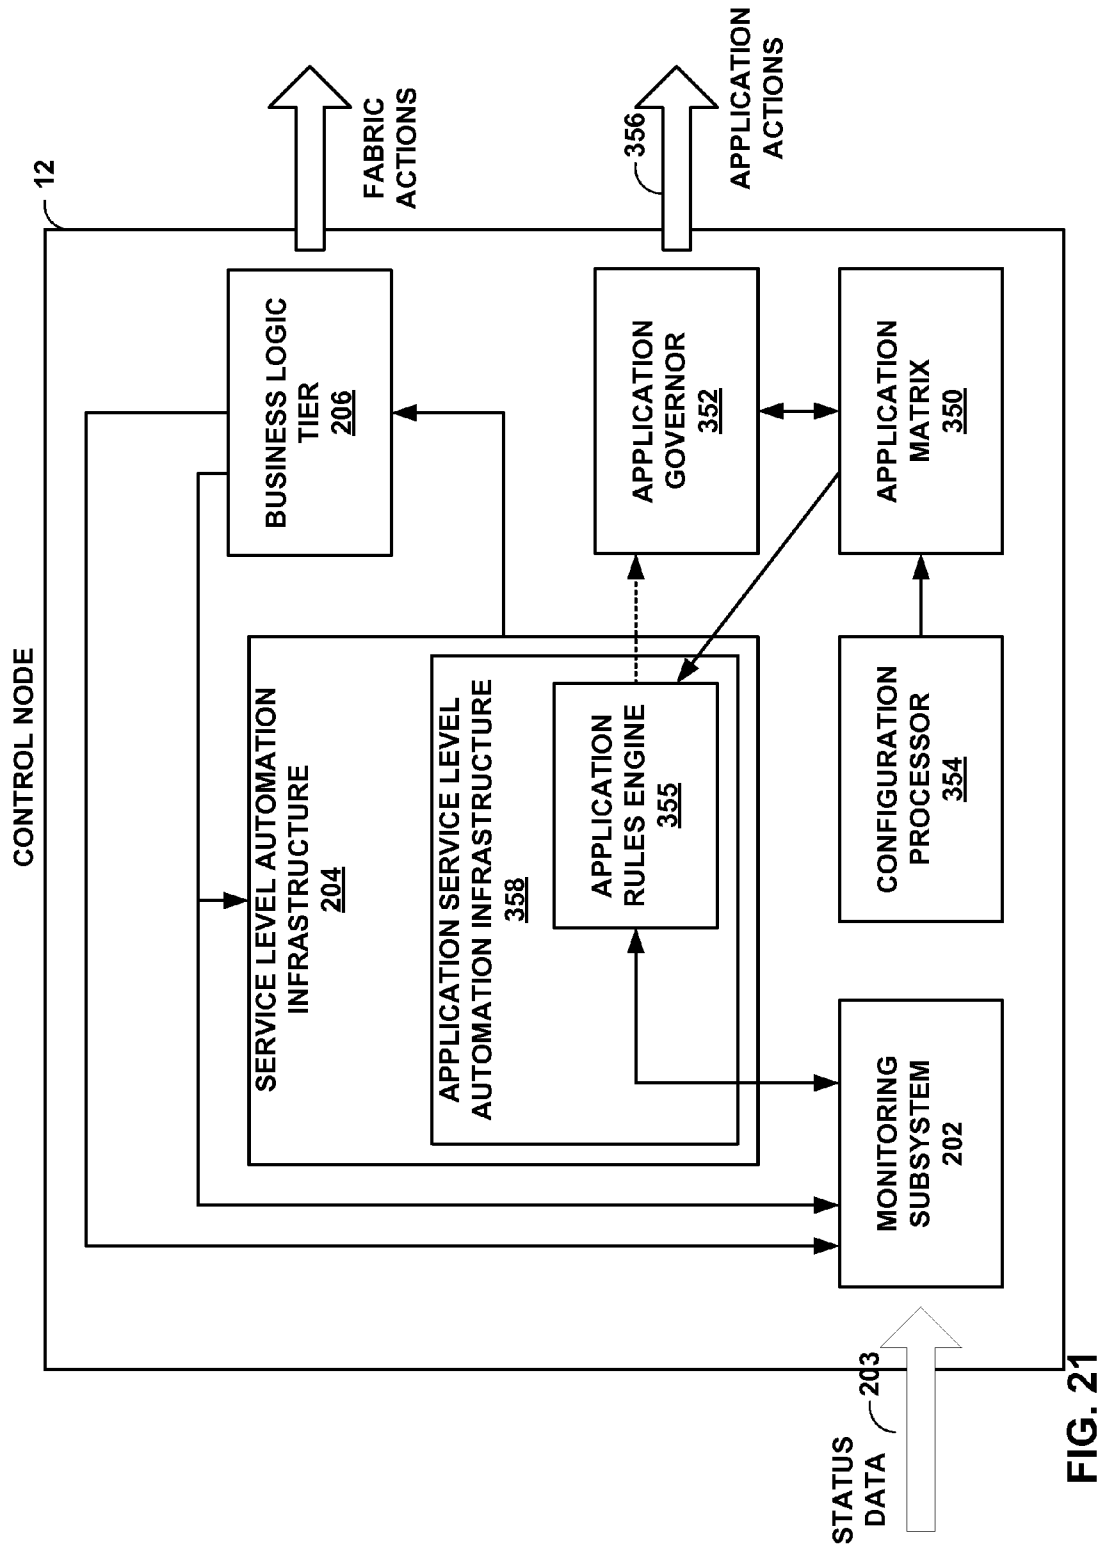 CONTROL NODE
12
SERVICE LEVEL AUTOMATION
INFRASTRUCTURE
204
BUSINESS LOGIC
TIER
206
FABRIC
ACTIONS
APPLICATION SERVICE LEVEL
AUTOMATION INFRASTRUCTURE
358
APPLICATION
RULES ENGINE
355
APPLICATION
GOVERNOR
352
356
APPLICATION
ACTIONS
STATUS
DATA
203
MONITORING
SUBSYSTEM
202
CONFIGURATION
PROCESSOR
354
APPLICATION
MATRIX
350
FIG. 21